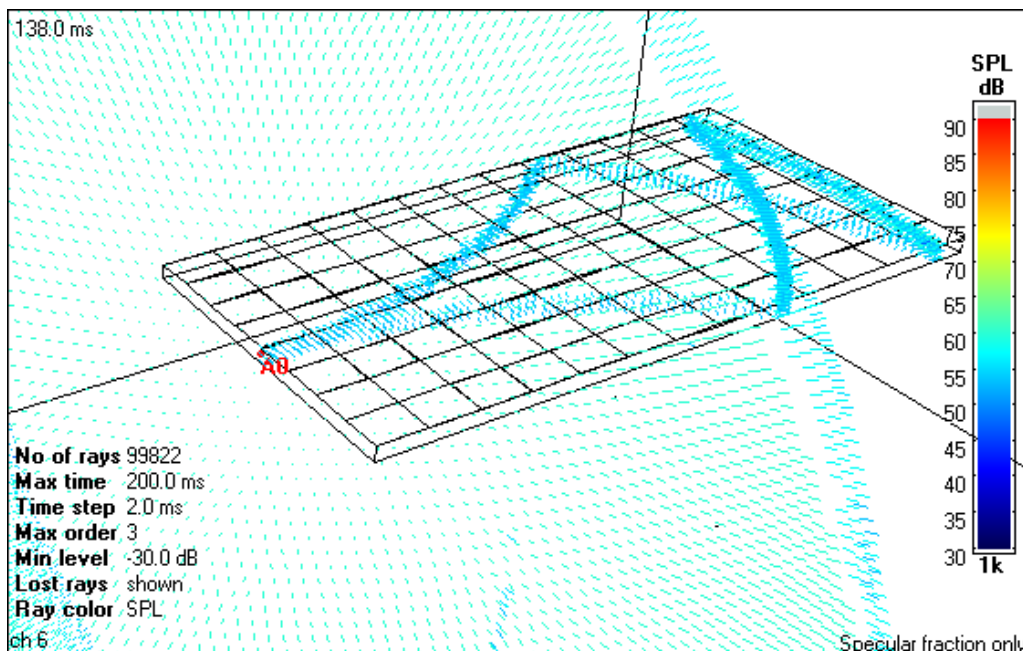 138.0 ms
SPL
dB
90
85
80
75
70
65
60
55
50
45
40
35
30
1k
A0
No of rays 99822
Max time 200.0 ms
Time step 2.0 ms
Max order 3
Min level -30.0 dB
Lost rays shown
Ray color SPL
ch 6
Specular fraction only